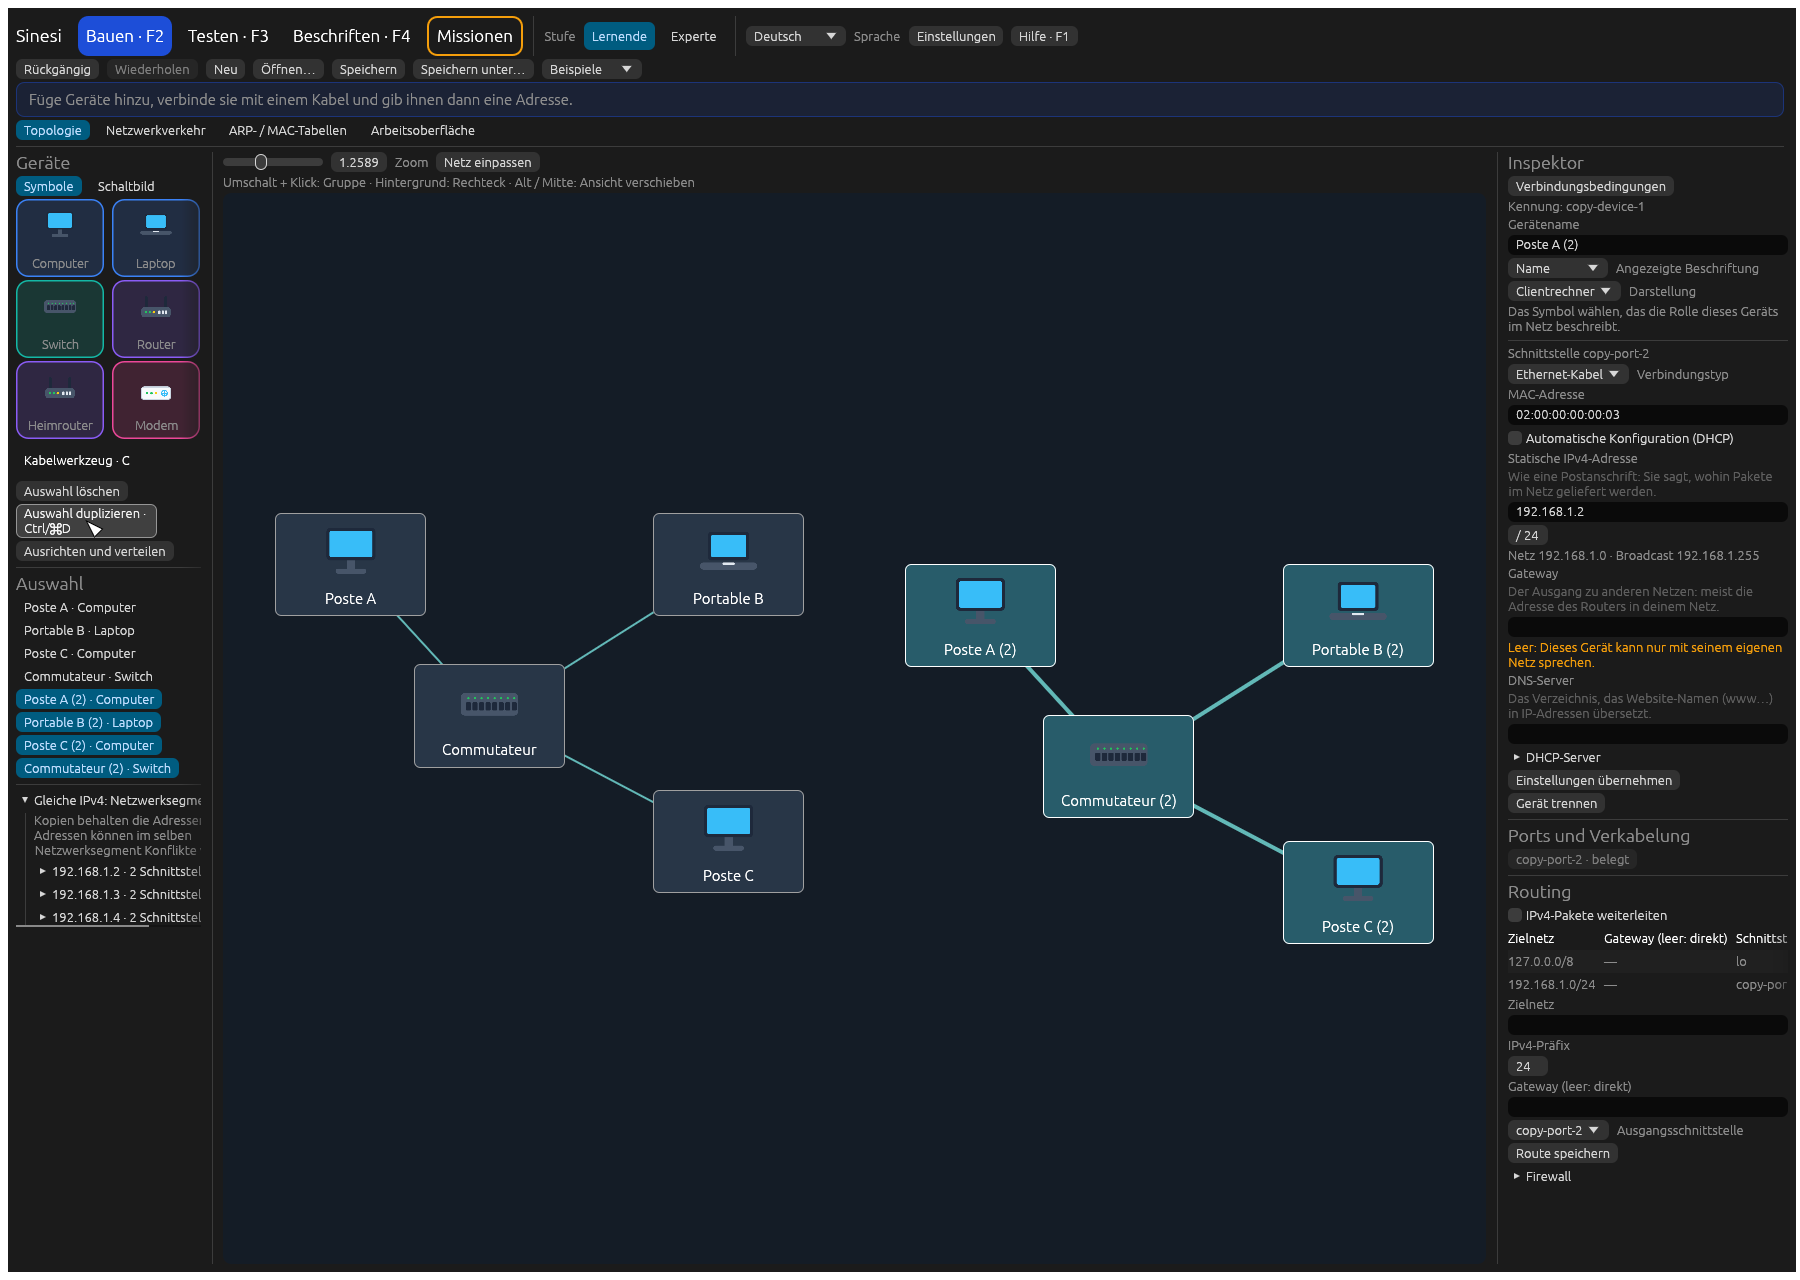 Sinesi
Bauen · F2
Testen · F3
Beschriften · F4
Missionen
Stufe
Lernende
Experte
Deutsch
Sprache
Einstellungen
Hilfe · F1
Rückgängig
Wiederholen
Neu
Öffnen…
Speichern
Speichern unter…
Beispiele
Füge Geräte hinzu, verbinde sie mit einem Kabel und gib ihnen dann eine Adresse.
Topologie
Netzwerkverkehr
ARP- / MAC-Tabellen
Arbeitsoberfläche
Geräte
Symbole
Schaltbild
Computer
Laptop
Switch
Router
Heimrouter
Modem
Kabelwerkzeug · C
Auswahl löschen
Auswahl duplizieren ·
Ctrl/⌘D
Ausrichten und verteilen
Auswahl
Poste A · Computer
Portable B · Laptop
Poste C · Computer
Commutateur · Switch
Poste A (2) · Computer
Portable B (2) · Laptop
Poste C (2) · Computer
Commutateur (2) · Switch
Gleiche IPv4: Netzwerksegme
Kopien behalten die Adresse
Adressen können im selben
Netzwerksegment Konflikte
192.168.1.2 · 2 Schnittstel
192.168.1.3 · 2 Schnittstel
192.168.1.4 · 2 Schnittstel
1.2589
Zoom
Netz einpassen
Umschalt + Klick: Gruppe · Hintergrund: Rechteck · Alt / Mitte: Ansicht verschieben
Poste A
Portable B
Commutateur
Poste C
Poste A (2)
Portable B (2)
Commutateur (2)
Poste C (2)
Inspektor
Verbindungsbedingungen
Kennung: copy-device-1
Gerätename
Poste A (2)
Name
Angezeigte Beschriftung
Clientrechner
Darstellung
Das Symbol wählen, das die Rolle dieses Geräts
im Netz beschreibt.
Schnittstelle copy-port-2
Ethernet-Kabel
Verbindungstyp
MAC-Adresse
02:00:00:00:00:03
Automatische Konfiguration (DHCP)
Statische IPv4-Adresse
Wie eine Postanschrift: Sie sagt, wohin Pakete
im Netz geliefert werden.
192.168.1.2
/ 24
Netz 192.168.1.0 · Broadcast 192.168.1.255
Gateway
Der Ausgang zu anderen Netzen: meist die
Adresse des Routers in deinem Netz.
Leer: Dieses Gerät kann nur mit seinem eigenen
Netz sprechen.
DNS-Server
Das Verzeichnis, das Website-Namen (www…)
in IP-Adressen übersetzt.
DHCP-Server
Einstellungen übernehmen
Gerät trennen
Ports und Verkabelung
copy-port-2 · belegt
Routing
IPv4-Pakete weiterleiten
Zielnetz
Gateway (leer: direkt)
Schnittst
127.0.0.0/8
—
lo
192.168.1.0/24
—
copy-por
Zielnetz
IPv4-Präfix
24
Gateway (leer: direkt)
copy-port-2
Ausgangsschnittstelle
Route speichern
Firewall